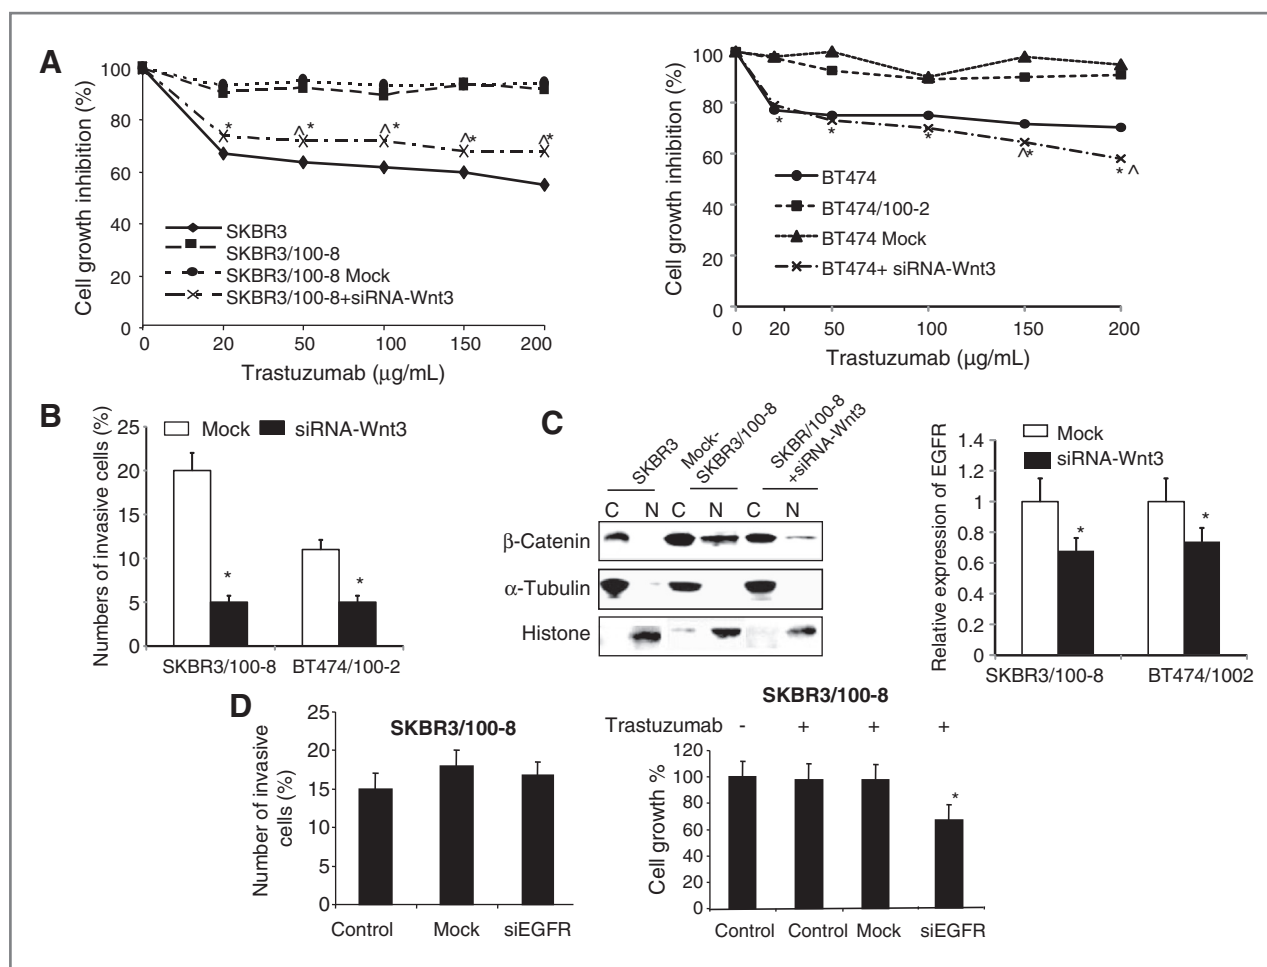 A
Cell growth inhibition (%)
100
80
60
40
20
0
^
*
^
*
^
*
^
*
*
SKBR3
SKBR3/100-8
SKBR3/100-8 Mock
SKBR3/100-8+siRNA-Wnt3
0 20 50 100 150 200
Trastuzumab (µg/mL)
Cell growth inhibition (%)
100
80
60
40
20
0
*
*
*
^*
* ^
BT474
BT474/100-2
BT474 Mock
BT474+ siRNA-Wnt3
0 20 50 100 150 200
Trastuzumab (µg/mL)
B
Numbers of invasive cells (%)
25
20
15
10
5
0
Mock siRNA-Wnt3
* *
SKBR3/100-8 BT474/100-2
C
SKBR3
Mock-
SKBR3/100-8
SKBR/100-8
+siRNA-Wnt3
C N C N C N
β-Catenin
α-Tubulin
Histone
Relative expression of EGFR
1.4
1.2
1
0.8
0.6
0.4
0.2
0
Mock
siRNA-Wnt3
* *
SKBR3/100-8 BT474/1002
D
Number of invasive
cells (%)
25
20
15
10
5
0
SKBR3/100-8
Control Mock siEGFR
SKBR3/100-8
Trastuzumab - + + +
Cell growth %
120
100
80
60
40
20
0
*
Control Control Mock siEGFR